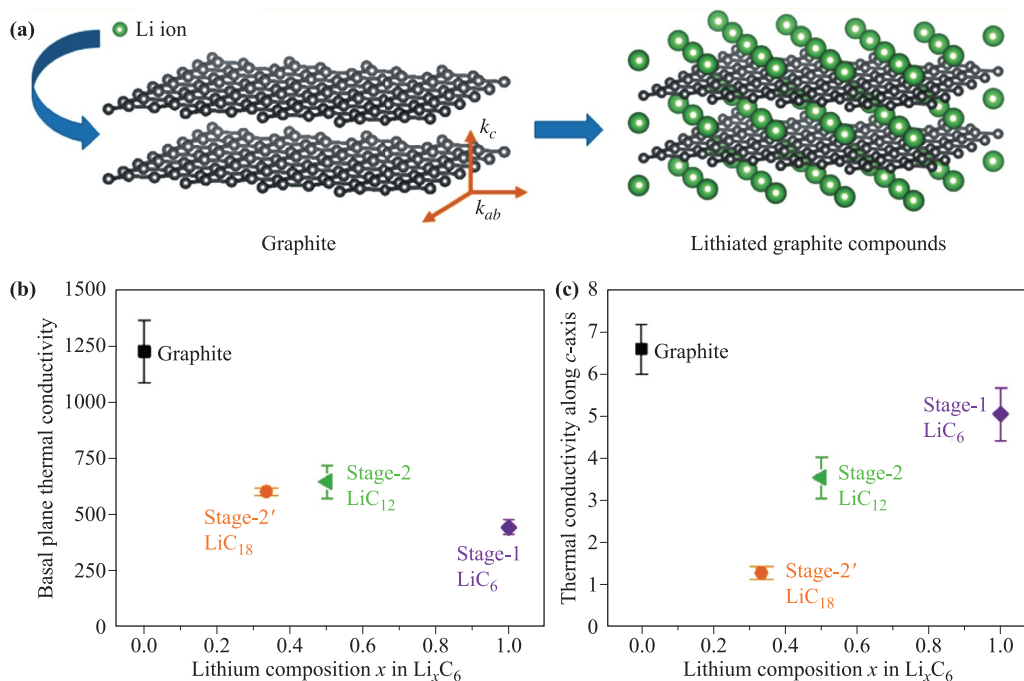 (a)
Li ion
k_c
k_ab
Graphite
Lithiated graphite compounds
(b)
1500
1250
1000
750
500
250
0
Basal plane thermal conductivity
Graphite
Stage-2′
LiC₁₈
Stage-2
LiC₁₂
Stage-1
LiC₆
0.0 0.2 0.4 0.6 0.8 1.0
Lithium composition x in LiₓC₆
(c)
8
7
6
5
4
3
2
1
0
Thermal conductivity along c-axis
Graphite
Stage-1
LiC₆
Stage-2
LiC₁₂
Stage-2′
LiC₁₈
0.0 0.2 0.4 0.6 0.8 1.0
Lithium composition x in LiₓC₆